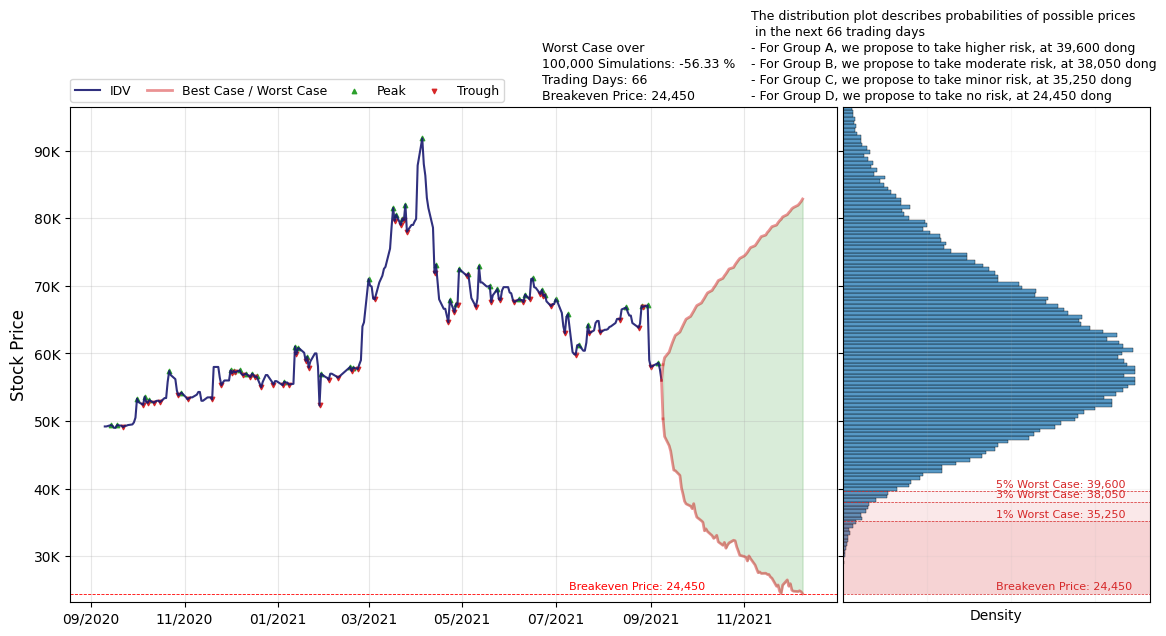 The distribution plot describes probabilities of possible prices
in the next 66 trading days
- For Group A, we propose to take higher risk, at 39,600 dong
- For Group B, we propose to take moderate risk, at 38,050 dong
- For Group C, we propose to take minor risk, at 35,250 dong
- For Group D, we propose to take no risk, at 24,450 dong
Worst Case over
100,000 Simulations: -56.33 %
Trading Days: 66
Breakeven Price: 24,450
IDV
Best Case / Worst Case
Peak
Trough
Stock Price
90K
80K
70K
60K
50K
40K
30K
Breakeven Price: 24,450
09/2020
11/2020
01/2021
03/2021
05/2021
07/2021
09/2021
11/2021
5% Worst Case: 39,600
3% Worst Case: 38,050
1% Worst Case: 35,250
Breakeven Price: 24,450
Density